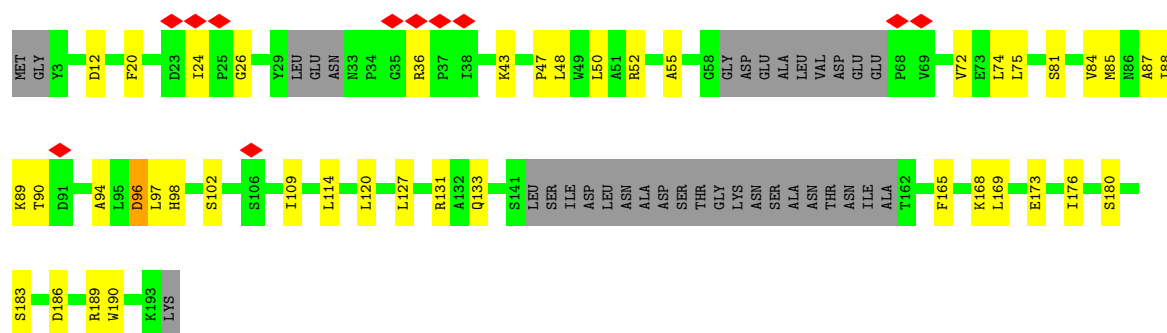 MET GLY Y3 D12 F20 D23 I24 P25 G26 Y29 LEU GLU ASN N33 P34 G35 R36 P37 I38 K43 P47 L48 W49 L50 A51 R52 A55 G58 GLY ASP GLU ALA LEU VAL ASP GLU GLU P68 V69 V72 E73 L74 L75 S81 V84 M85 N86 A87 I88
K89 T90 D91 A94 L95 D96 L97 H98 S102 S106 I109 L114 L120 L127 R131 A132 Q133 S141 LEU SER ILE ASP LEU ASN ALA ASP SER THR GLY LYS ASN SER ALA ASN THR ASN ILE ALA T162 F165 K168 L169 E173 I176 S180
S183 D186 R189 W190 K193 LYS